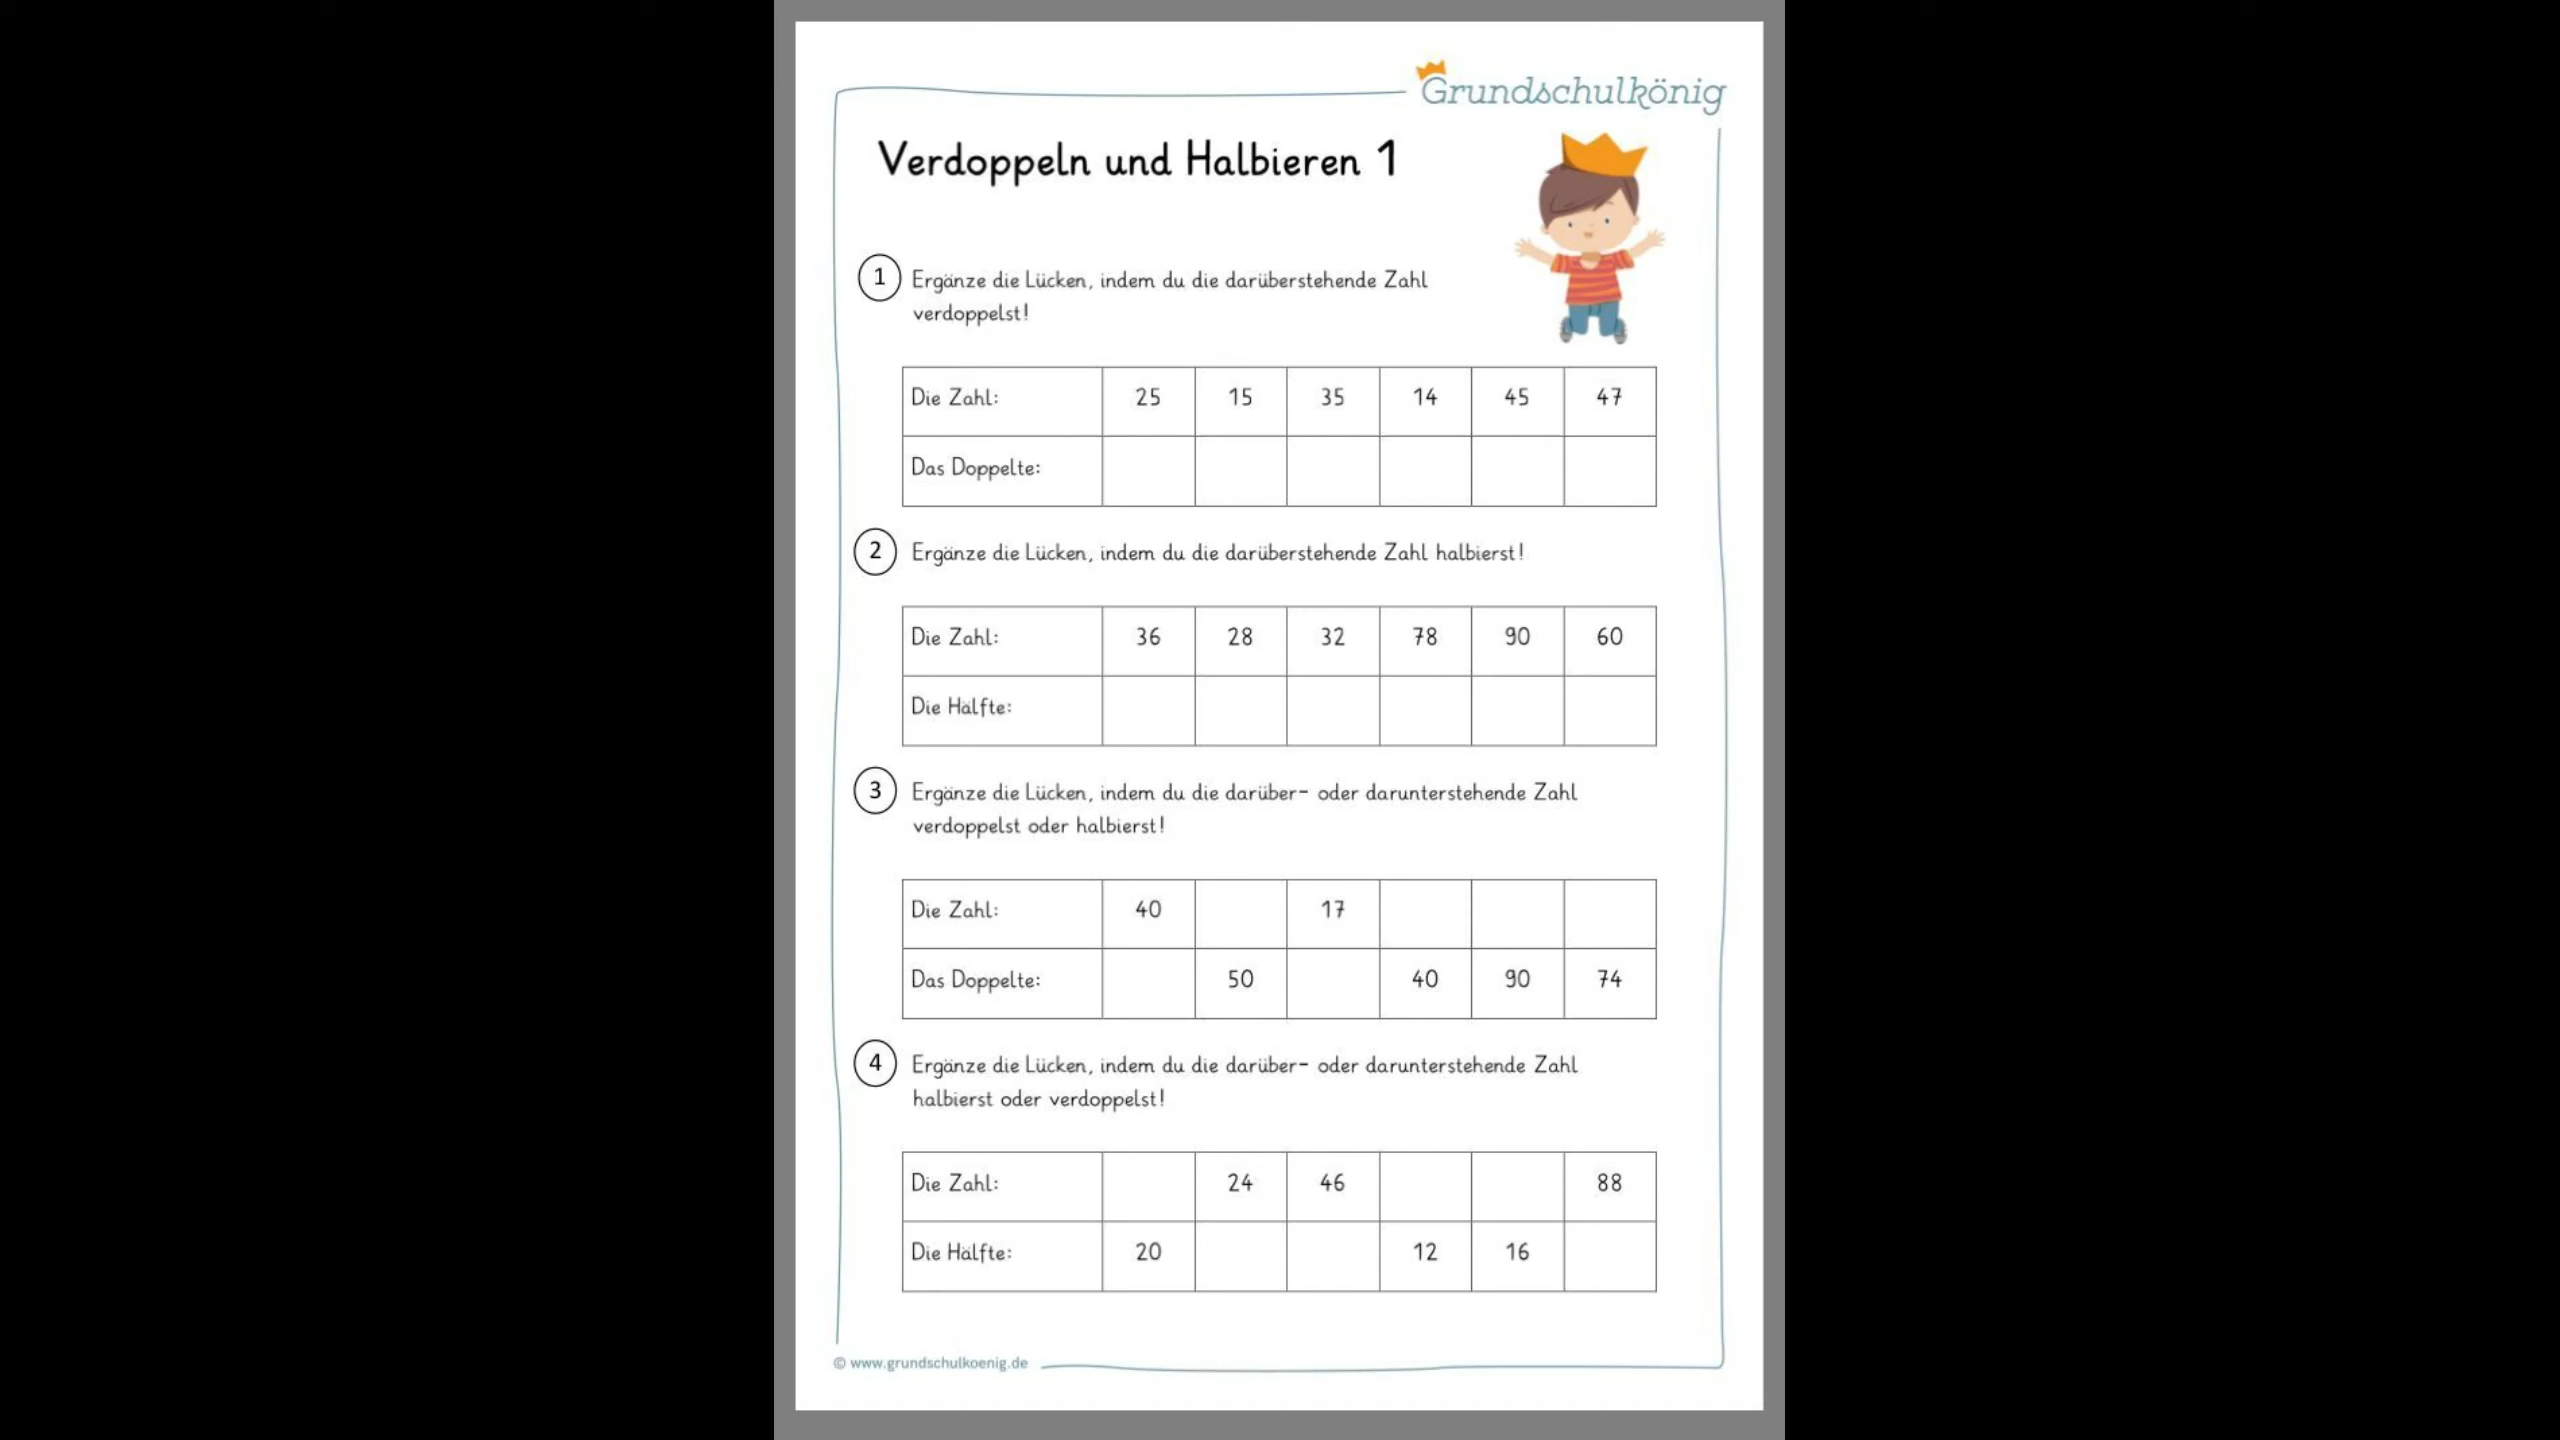 Grundschulkönig
Verdoppeln und Halbieren 1
1 Ergänze die Lücken, indem du die darüberstehende Zahl
verdoppelst!
Die Zahl: 25 15 35 14 45 47
Das Doppelte:
2 Ergänze die Lücken, indem du die darüberstehende Zahl halbierst!
Die Zahl: 36 28 32 78 90 60
Die Hälfte:
3 Ergänze die Lücken, indem du die darüber- oder darunterstehende Zahl
verdoppelst oder halbierst!
Die Zahl: 40 17
Das Doppelte: 50 40 90 74
4 Ergänze die Lücken, indem du die darüber- oder darunterstehende Zahl
halbierst oder verdoppelst!
Die Zahl: 24 46 88
Die Hälfte: 20 12 16
© www.grundschulkoenig.de